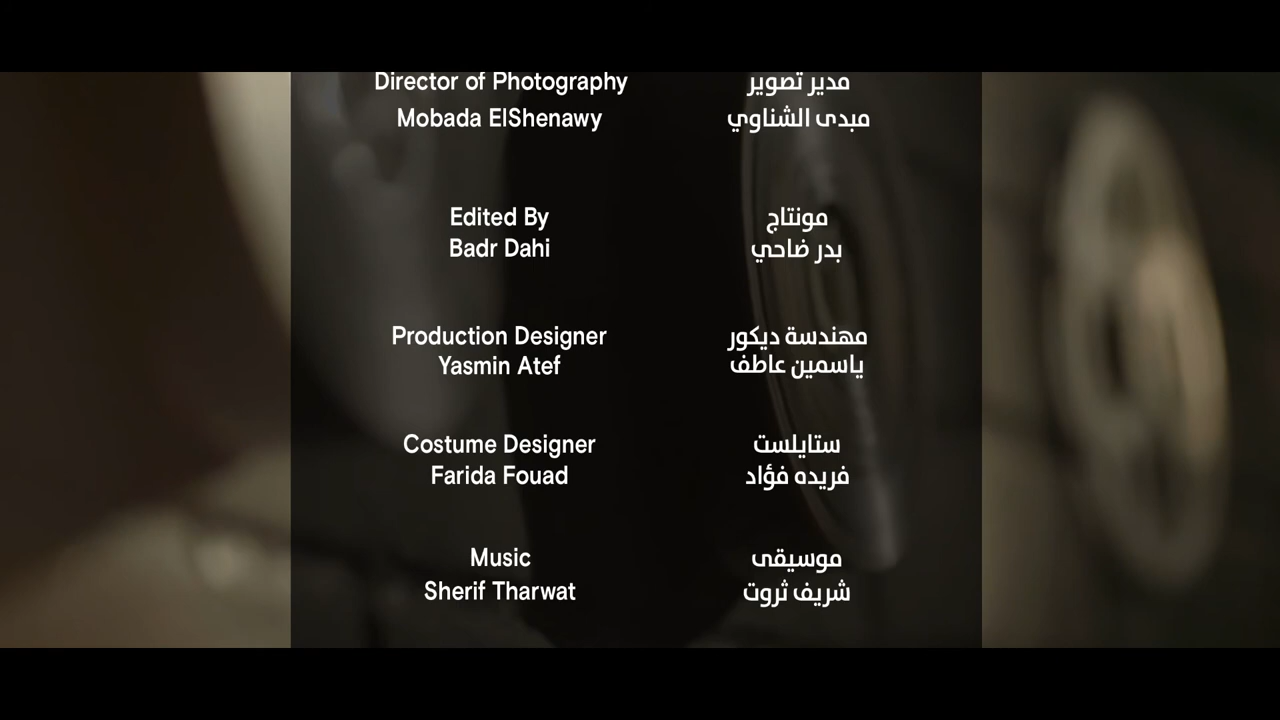 Director of Photography
مدير تصوير
Mobada ElShenawy
مبدى الشناوي
Edited By
مونتاج
Badr Dahi
بدر ضاحي
Production Designer
مهندسة ديكور
Yasmin Atef
ياسمين عاطف
Costume Designer
ستايلست
Farida Fouad
فريده فؤاد
Music
موسيقى
Sherif Tharwat
شريف ثروت